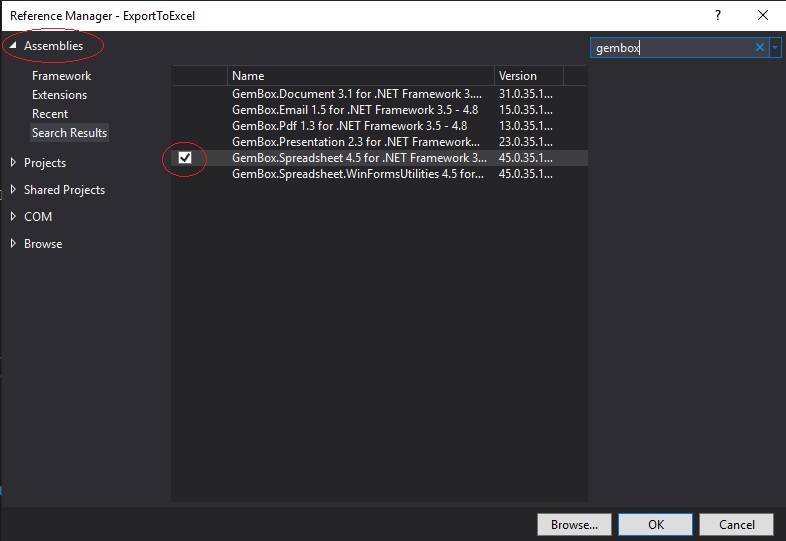 Reference Manager - ExportToExcel ?
Assemblies
Framework
Extensions
Recent
Search Results
Projects
Shared Projects
COM
Browse
Name Version
GemBox.Document 3.1 for .NET Framework 3.... 31.0.35.1...
GemBox.Email 1.5 for .NET Framework 3.5 - 4.8 15.0.35.1...
GemBox.Pdf 1.3 for .NET Framework 3.5 - 4.8 13.0.35.1...
GemBox.Presentation 2.3 for .NET Framework... 23.0.35.1...
GemBox.Spreadsheet 4.5 for .NET Framework 3... 45.0.35.1...
GemBox.Spreadsheet.WinFormsUtilities 4.5 for... 45.0.35.1...
gembox
Browse... OK Cancel